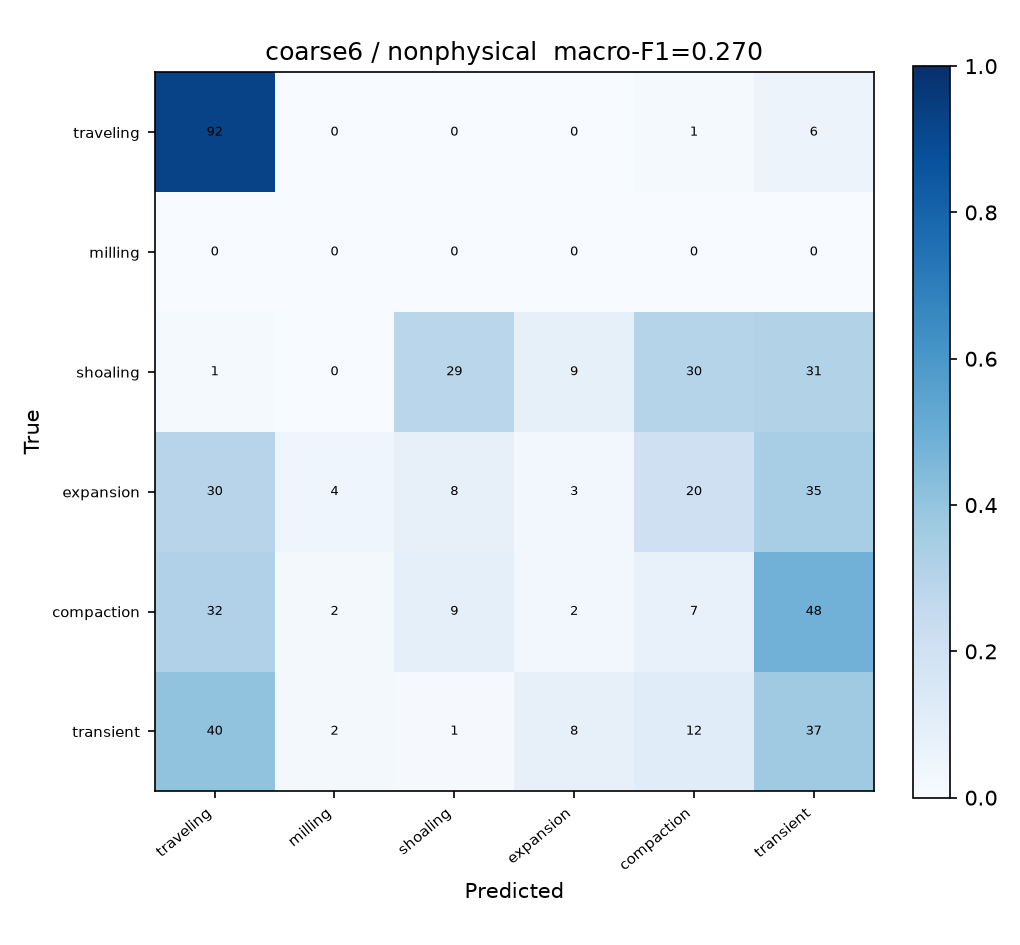 coarse6 / nonphysical  macro-F1=0.270
traveling 92 0 0 0 1 6
milling 0 0 0 0 0 0
shoaling 1 0 29 9 30 31
expansion 30 4 8 3 20 35
compaction 32 2 9 2 7 48
transient 40 2 1 8 12 37
True
traveling milling shoaling expansion compaction transient
Predicted
1.0
0.8
0.6
0.4
0.2
0.0